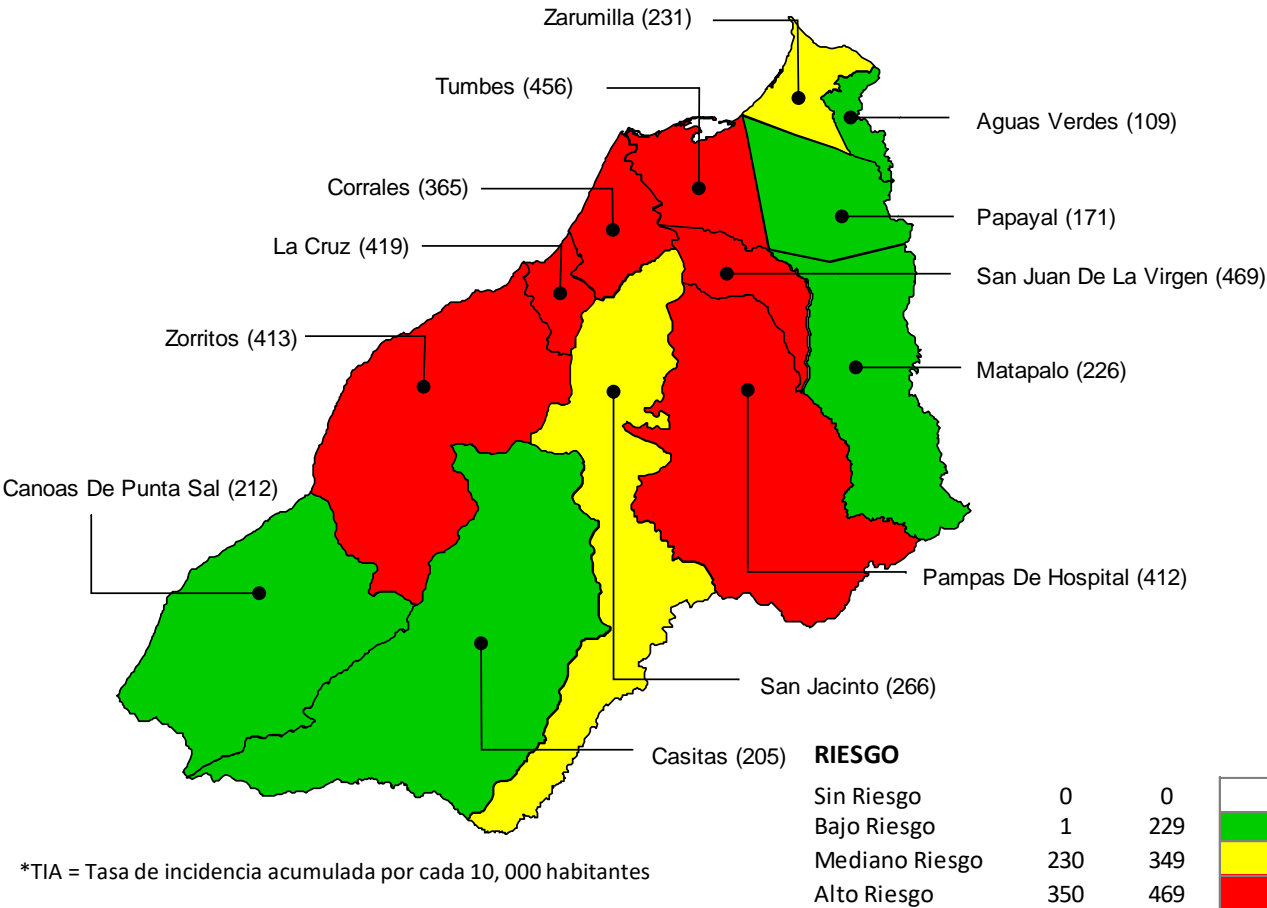 Zarumilla (231)
Tumbes (456)
Aguas Verdes (109)
Corrales (365)
Papayal (171)
La Cruz (419)
San Juan De La Virgen (469)
Zorritos (413)
Matapalo (226)
Canoas De Punta Sal (212)
Pampas De Hospital (412)
San Jacinto (266)
Casitas (205)
RIESGO
Sin Riesgo 0 0
Bajo Riesgo 1 229
Mediano Riesgo 230 349
Alto Riesgo 350 469
*TIA = Tasa de incidencia acumulada por cada 10, 000 habitantes